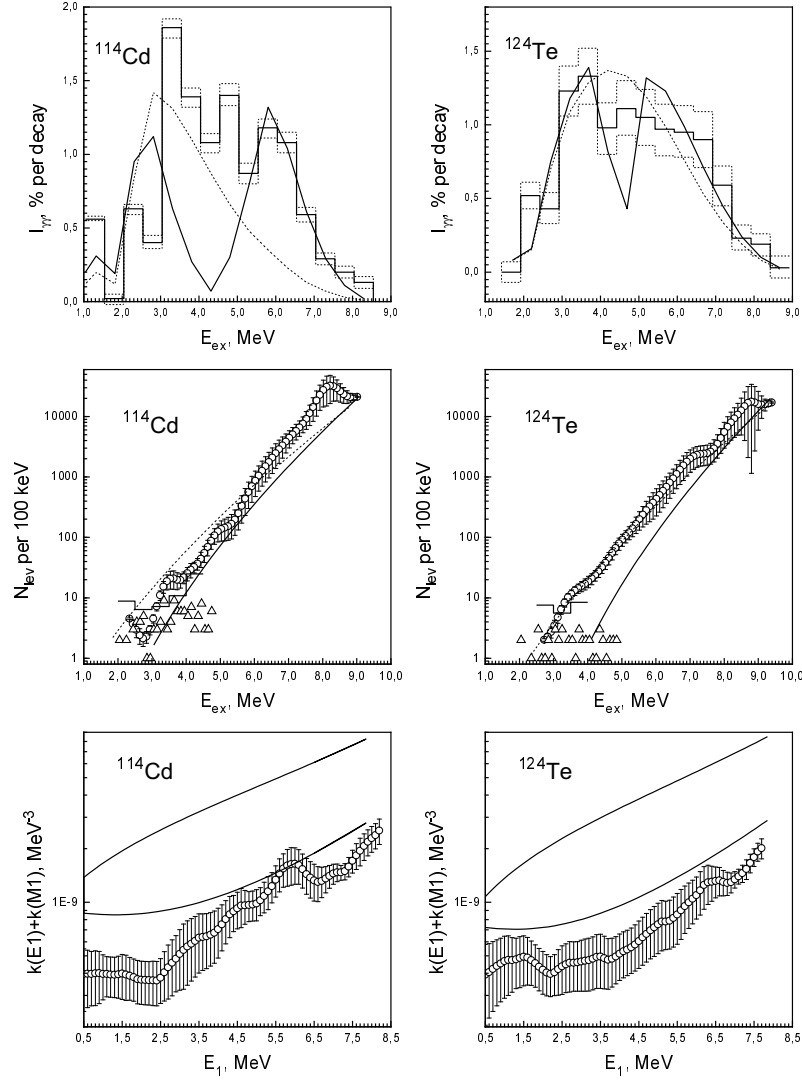 2,0
1,5
1,0
0,5
0,0
I_γγ, % per decay
¹¹⁴Cd
1,0 2,0 3,0 4,0 5,0 6,0 7,0 8,0 9,0
E_ex, MeV
1,5
1,0
0,5
0,0
I_γγ, % per decay
¹²⁴Te
1,0 2,0 3,0 4,0 5,0 6,0 7,0 8,0 9,0
E_ex, MeV
10000
1000
100
10
1
N_lev per 100 keV
¹¹⁴Cd
1,0 2,0 3,0 4,0 5,0 6,0 7,0 8,0 9,0 10,0
E_ex, MeV
10000
1000
100
10
1
N_lev per 100 keV
¹²⁴Te
1,0 2,0 3,0 4,0 5,0 6,0 7,0 8,0 9,0 10,0
E_ex, MeV
1E-9
k(E1)+k(M1), MeV⁻³
¹¹⁴Cd
0,5 1,5 2,5 3,5 4,5 5,5 6,5 7,5 8,5
E₁, MeV
1E-9
k(E1)+k(M1), MeV⁻³
¹²⁴Te
0,5 1,5 2,5 3,5 4,5 5,5 6,5 7,5 8,5
E₁, MeV